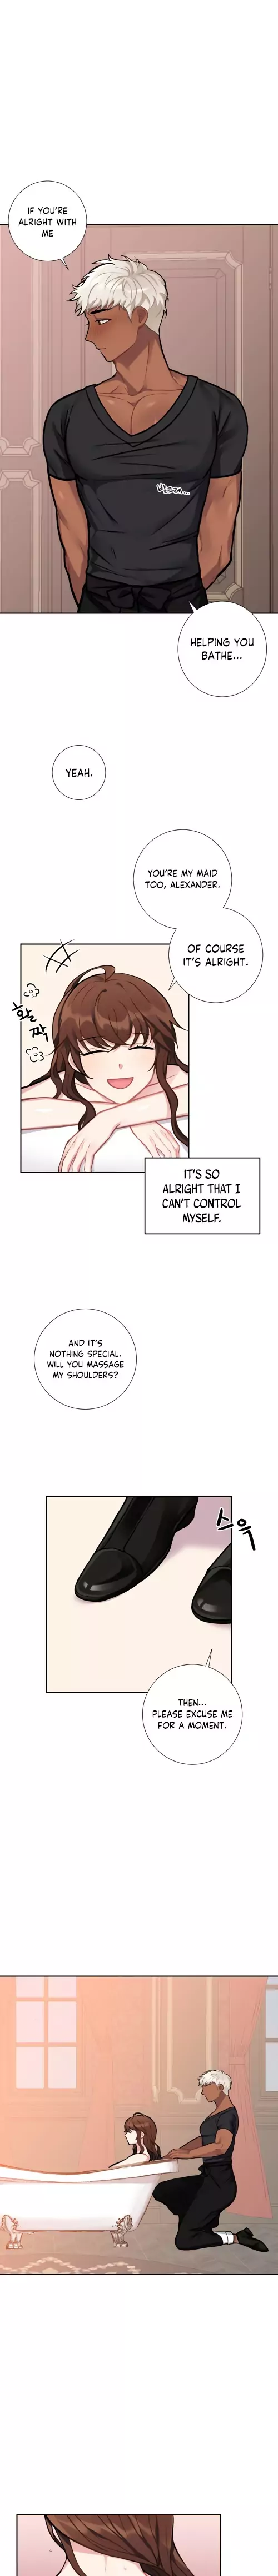 IF YOU'RE
ALRIGHT WITH
ME
HELPING YOU
BATHE...
YEAH.
YOU'RE MY MAID
TOO, ALEXANDER.
OF COURSE
IT'S ALRIGHT.
화알
짝
IT'S SO
ALRIGHT THAT I
CAN'T CONTROL
MYSELF.
AND IT'S
NOTHING SPECIAL.
WILL YOU MASSAGE
MY SHOULDERS?
스윽
THEN...
PLEASE EXCUSE ME
FOR A MOMENT.